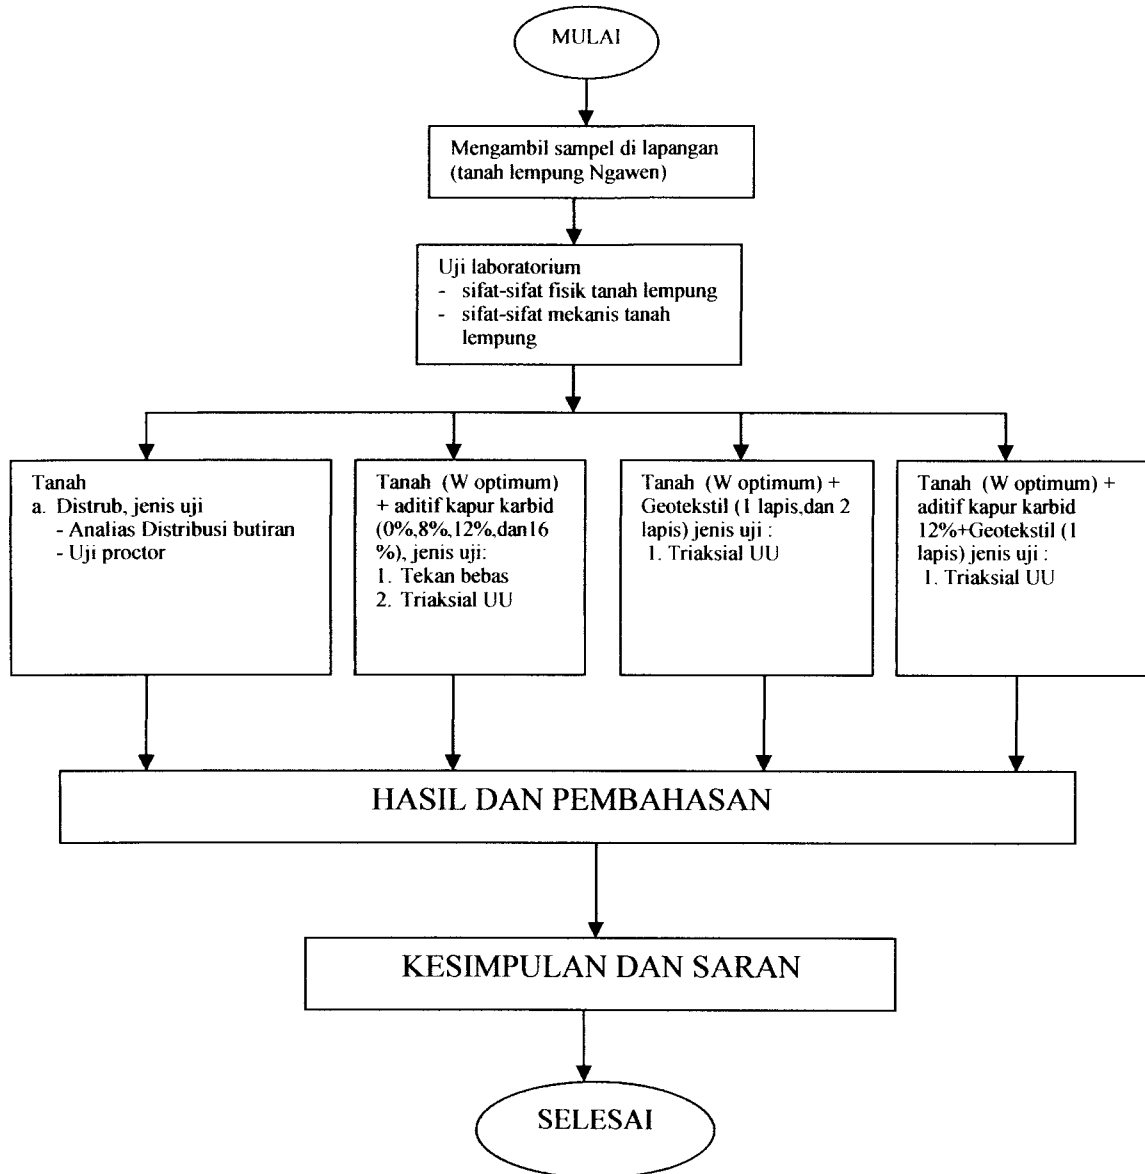 MULAI
Mengambil sampel di lapangan
(tanah lempung Ngawen)
Uji laboratorium
- sifat-sifat fisik tanah lempung
- sifat-sifat mekanis tanah
lempung
Tanah
a. Distrub, jenis uji
- Analias Distribusi butiran
- Uji proctor
Tanah (W optimum)
+ aditif kapur karbid
(0%,8%,12%,dan16
%), jenis uji:
1. Tekan bebas
2. Triaksial UU
Tanah (W optimum) +
Geotekstil (1 lapis,dan 2
lapis) jenis uji :
1. Triaksial UU
Tanah (W optimum) +
aditif kapur karbid
12%+Geotekstil (1
lapis) jenis uji :
1. Triaksial UU
HASIL DAN PEMBAHASAN
KESIMPULAN DAN SARAN
SELESAI